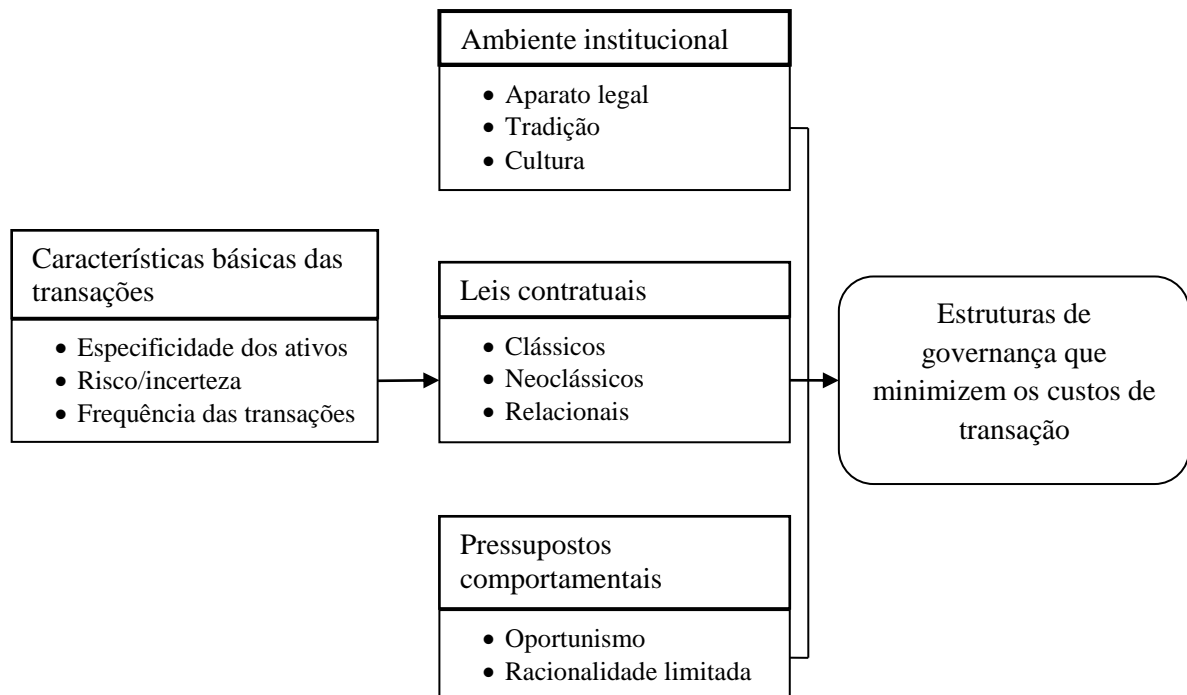 Ambiente institucional
• Aparato legal
• Tradição
• Cultura
Características básicas das
transações
• Especificidade dos ativos
• Risco/incerteza
• Frequência das transações
Leis contratuais
• Clássicos
• Neoclássicos
• Relacionais
Estruturas de
governança que
minimizem os custos de
transação
Pressupostos
comportamentais
• Oportunismo
• Racionalidade limitada